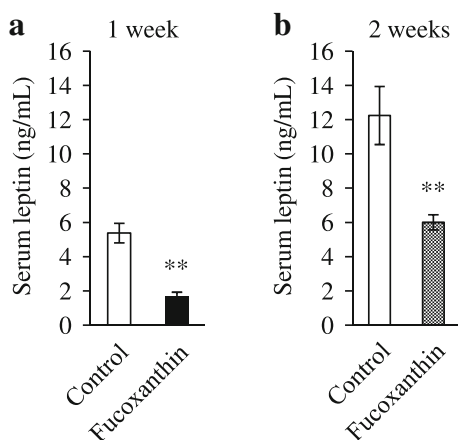 a
1 week
Serum leptin (ng/mL)
16
14
12
10
8
6
4
2
0
**
Control
Fucoxanthin
b
2 weeks
Serum leptin (ng/mL)
16
14
12
10
8
6
4
2
0
**
Control
Fucoxanthin